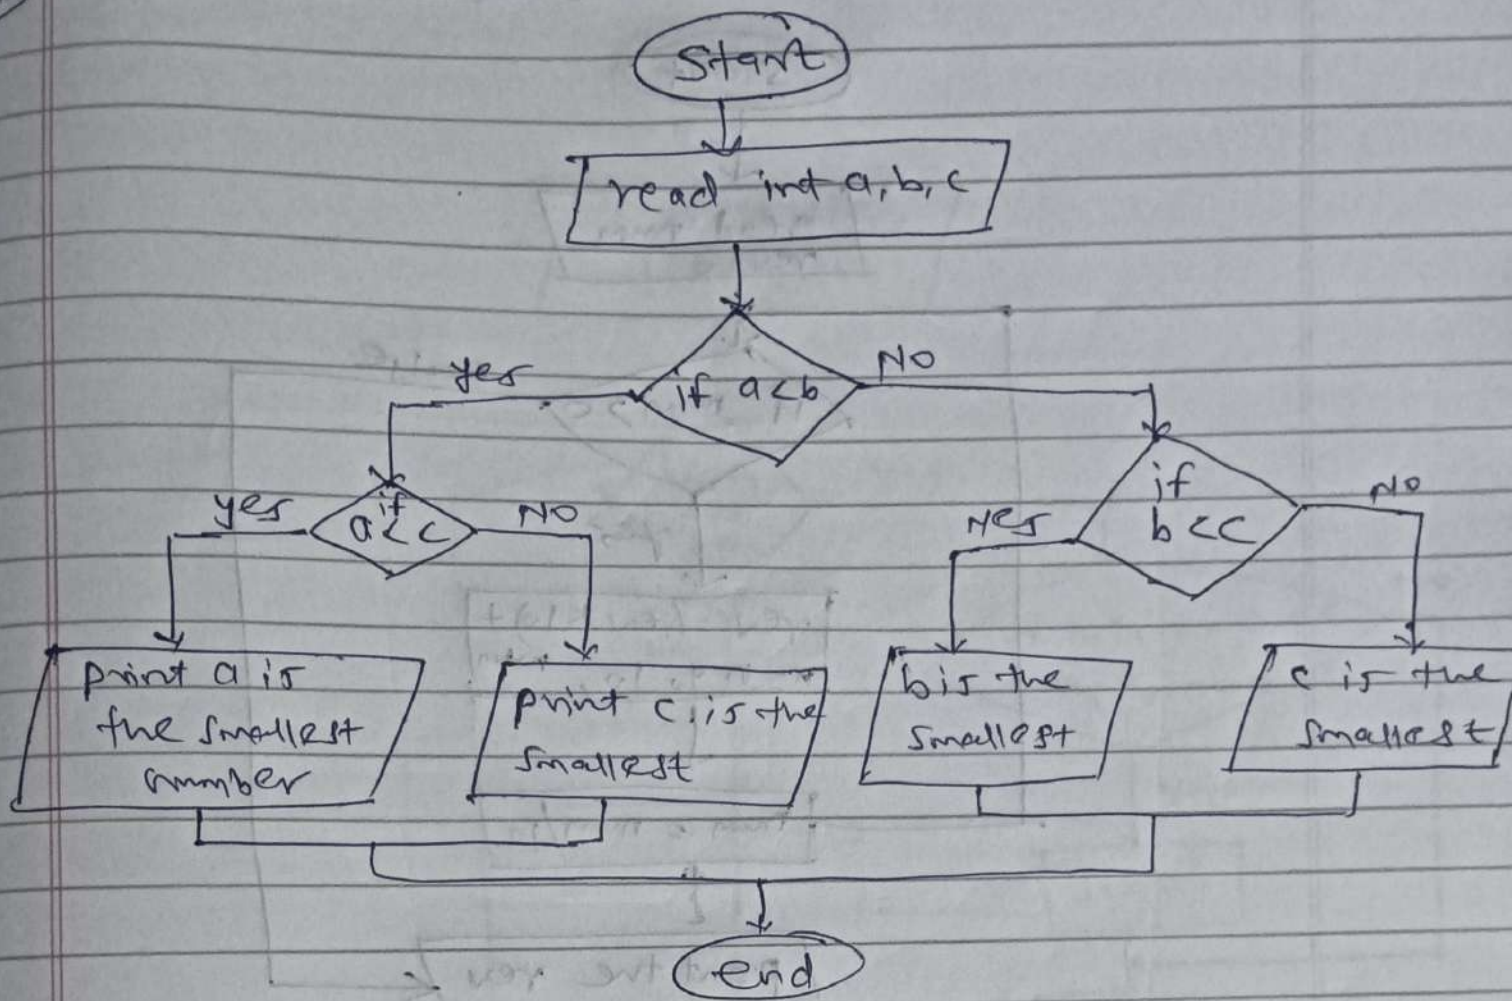 Start
read int a, b, c
if a<b
yes
NO
if
a<c
yes
NO
if
b<c
yes
NO
print a is
the smallest
number
print c is the
smallest
b is the
smallest
c is the
smallest
end